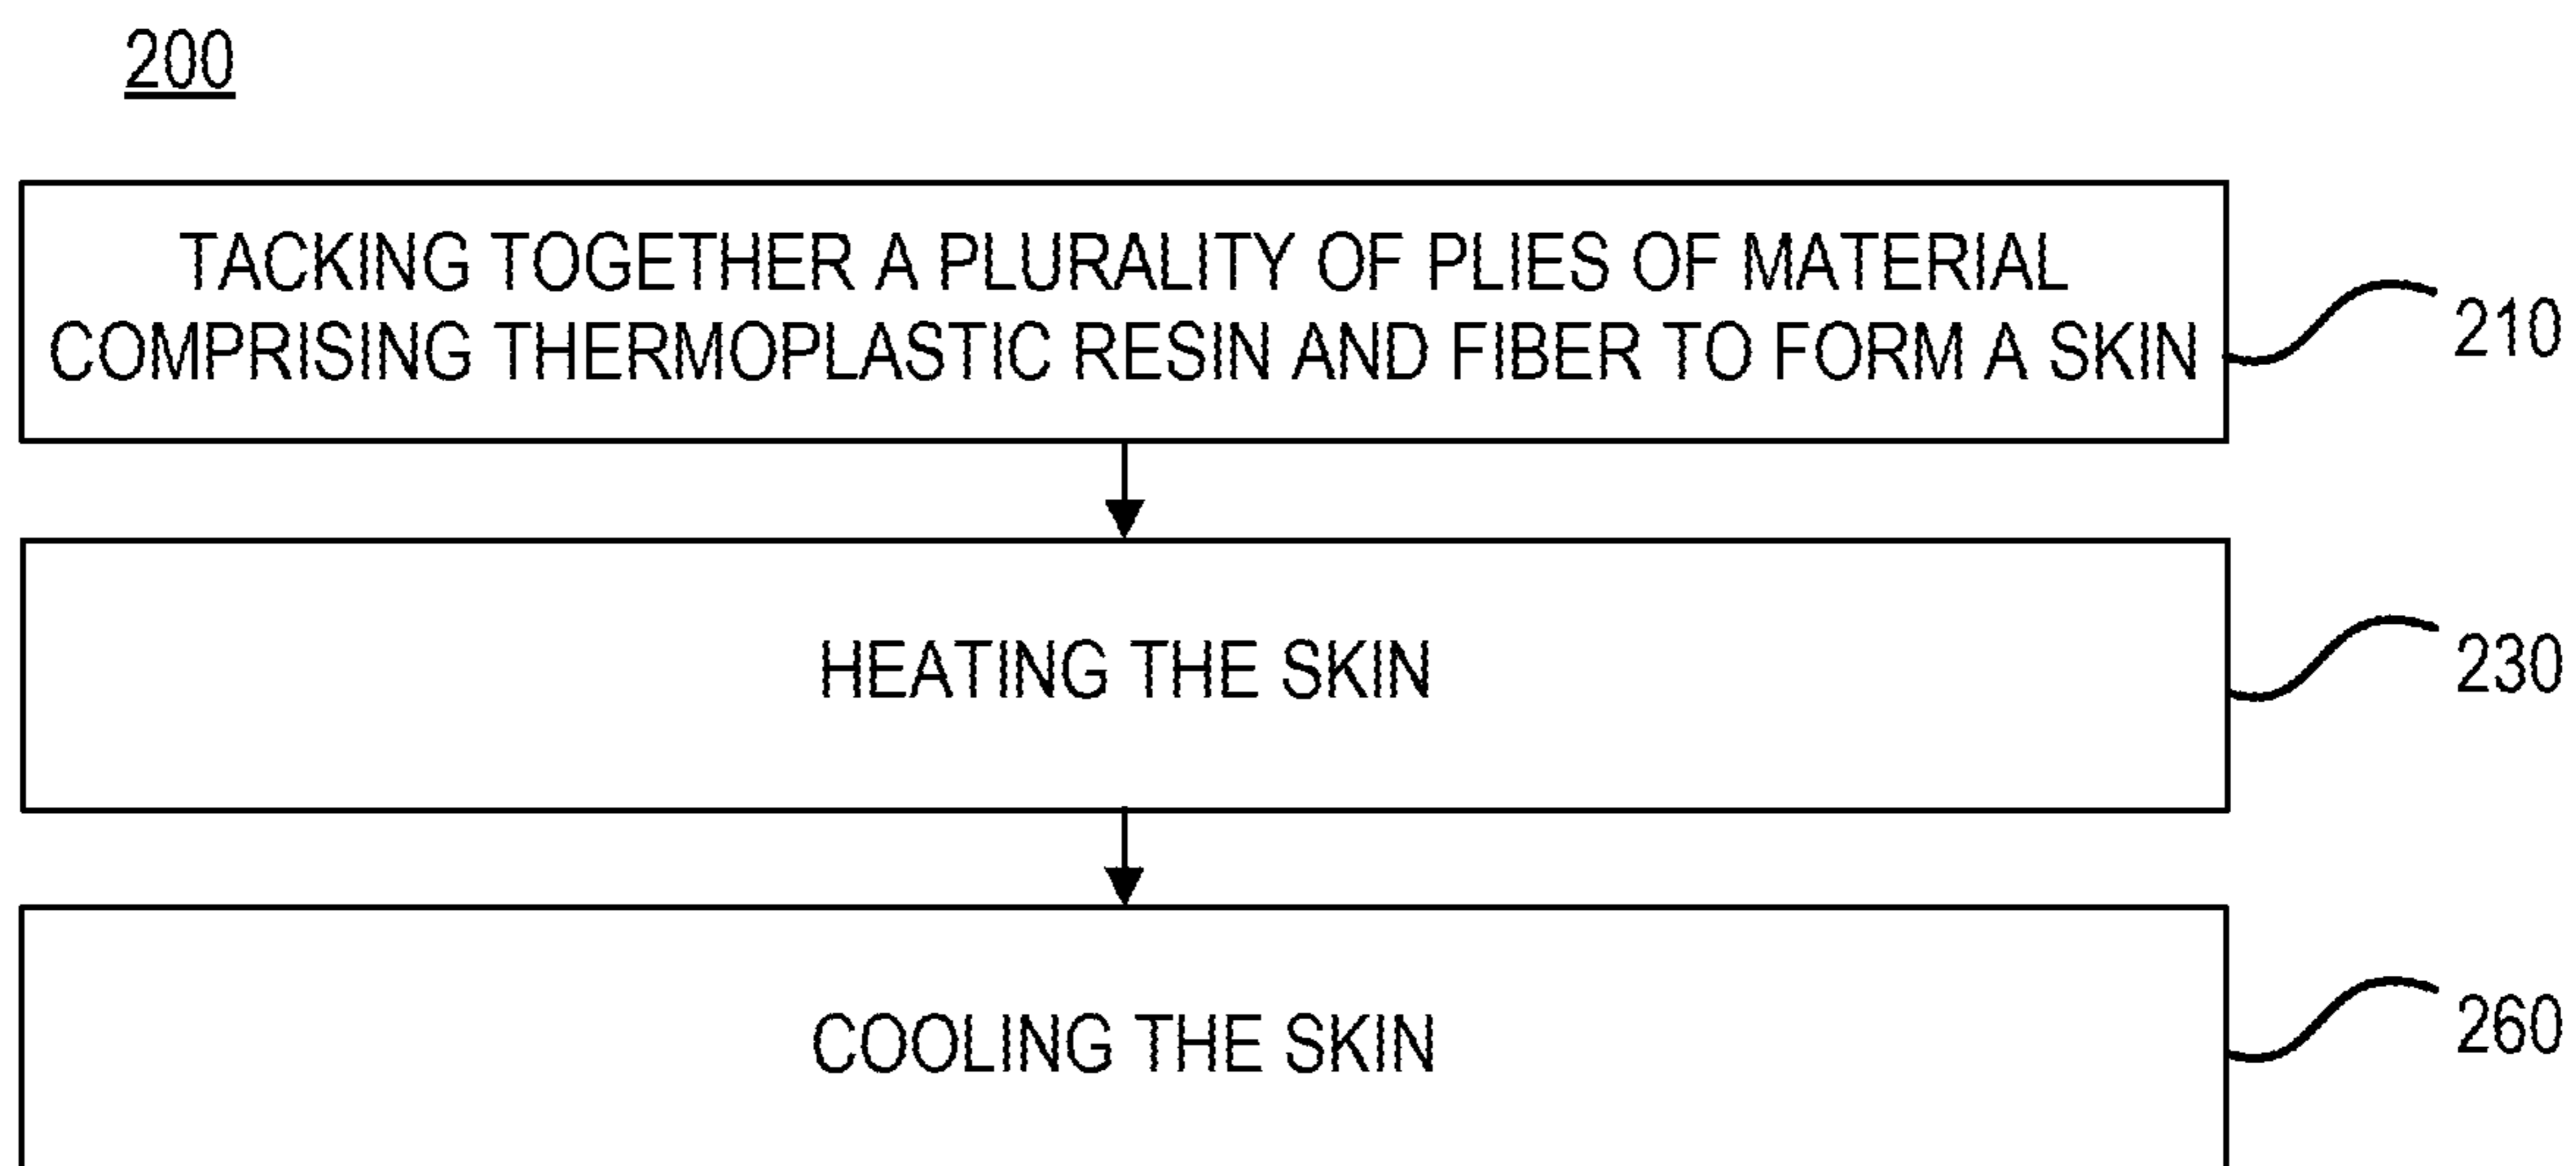 200
TACKING TOGETHER A PLURALITY OF PLIES OF MATERIAL
COMPRISING THERMOPLASTIC RESIN AND FIBER TO FORM A SKIN
210
HEATING THE SKIN
230
COOLING THE SKIN
260